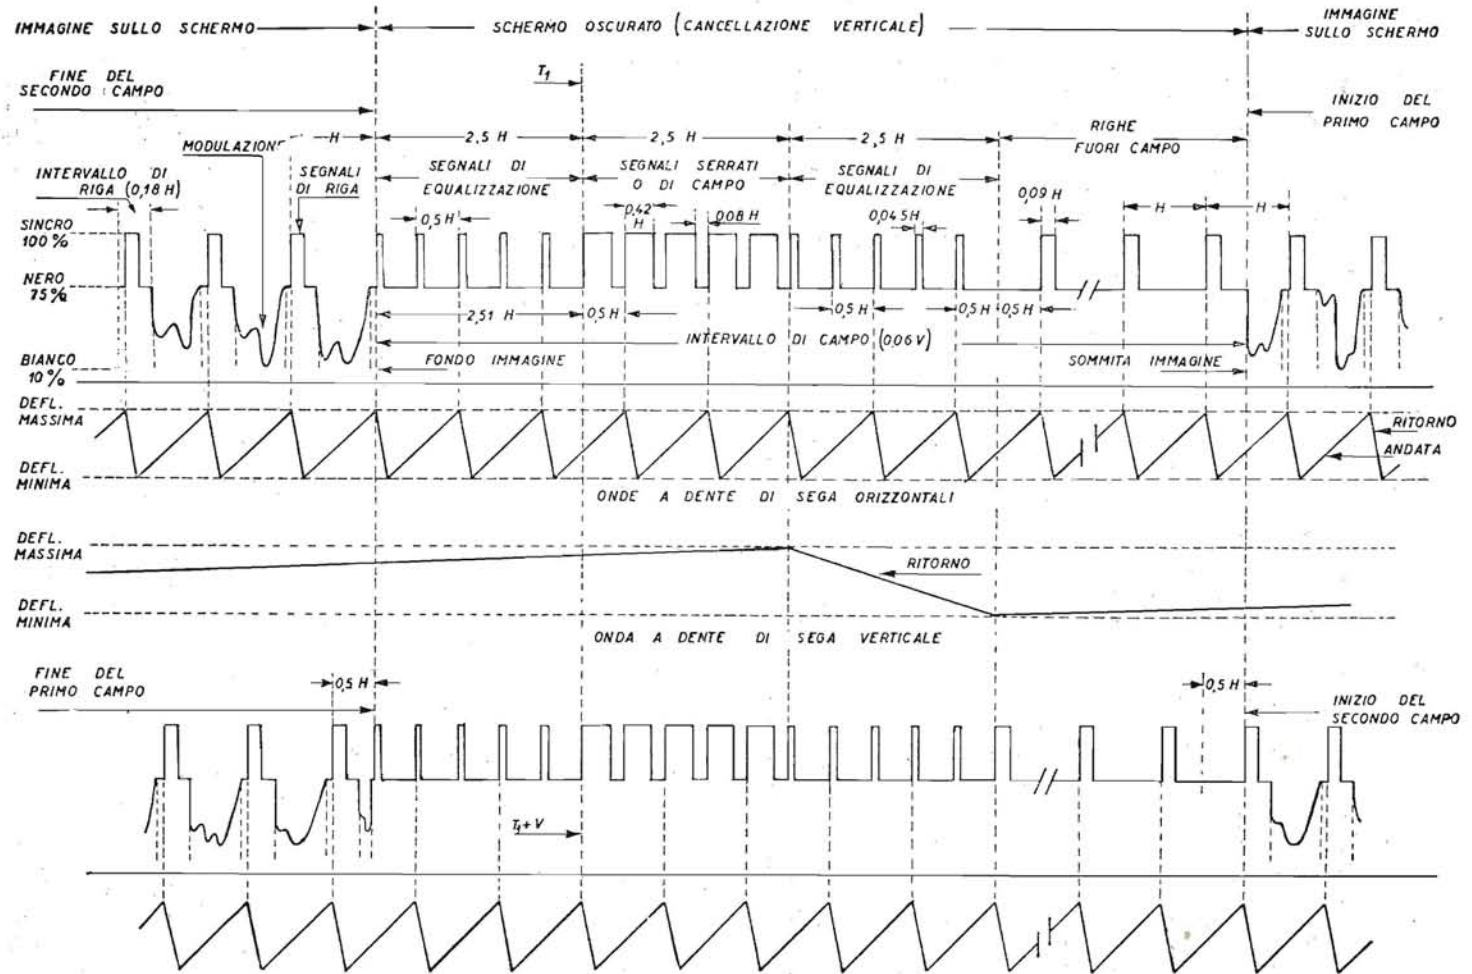 IMMAGINE SULLO SCHERMO
SCHERMO OSCURATO (CANCELLAZIONE VERTICALE)
IMMAGINE
SULLO SCHERMO
FINE DEL
SECONDO CAMPO
T1
INIZIO DEL
PRIMO CAMPO
H
2,5 H
2,5 H
2,5 H
RIGHE
FUORI CAMPO
MODULAZIONE
INTERVALLO DI
RIGA (0,18 H)
SEGNALI
DI RIGA
SEGNALI DI
EQUALIZZAZIONE
SEGNALI SERRATI
O DI CAMPO
SEGNALI DI
EQUALIZZAZIONE
0,5 H
0,42
H
0,08 H
0,045H
0,09 H
H
H
SINCRO
100 %
NERO
75%
2,51 H
0,5 H
0,5 H
0,5 H
0,5 H
INTERVALLO DI CAMPO (0,06 V)
BIANCO
10%
FONDO IMMAGINE
SOMMITA IMMAGINE
DEFL.
MASSIMA
RITORNO
ANDATA
DEFL.
MINIMA
ONDE A DENTE DI SEGA ORIZZONTALI
DEFL.
MASSIMA
RITORNO
DEFL.
MINIMA
ONDA A DENTE DI SEGA VERTICALE
FINE DEL
PRIMO CAMPO
0,5 H
0,5 H
INIZIO DEL
SECONDO CAMPO
T1+V